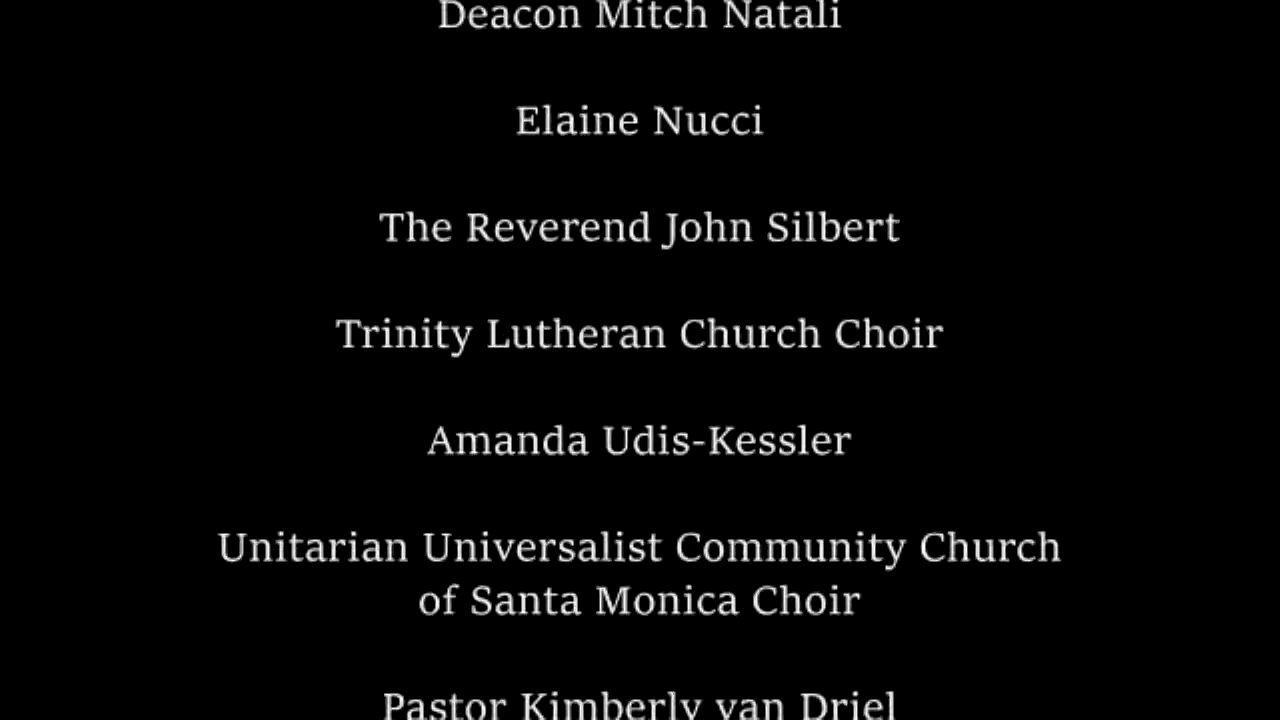 Deacon Mitch Natali
Elaine Nucci
The Reverend John Silbert
Trinity Lutheran Church Choir
Amanda Udis-Kessler
Unitarian Universalist Community Church
of Santa Monica Choir
Pastor Kimberly van Driel